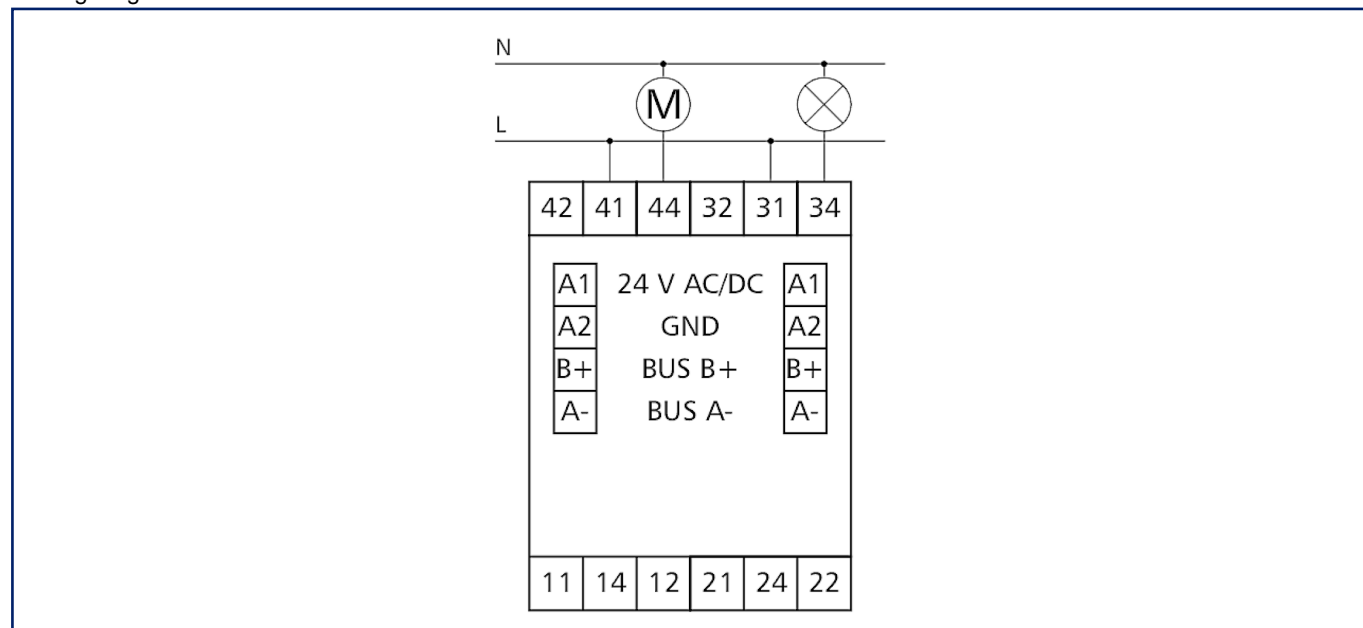 N
M
L
42 41 44 32 31 34
A1 24 V AC/DC A1
A2 GND A2
B+ BUS B+ B+
A- BUS A- A-
11 14 12 21 24 22